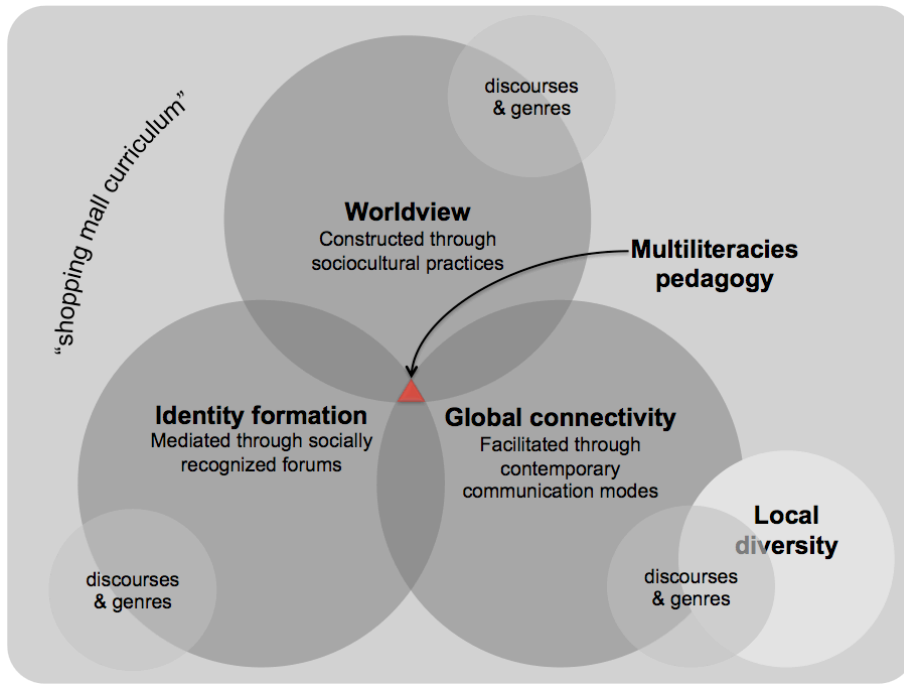 discourses
& genres
“shopping mall curriculum”
Worldview
Constructed through
sociocultural practices
Multiliteracies
pedagogy
Identity formation
Mediated through socially
recognized forums
Global connectivity
Facilitated through
contemporary
communication modes
Local
diversity
discourses
& genres
discourses
& genres